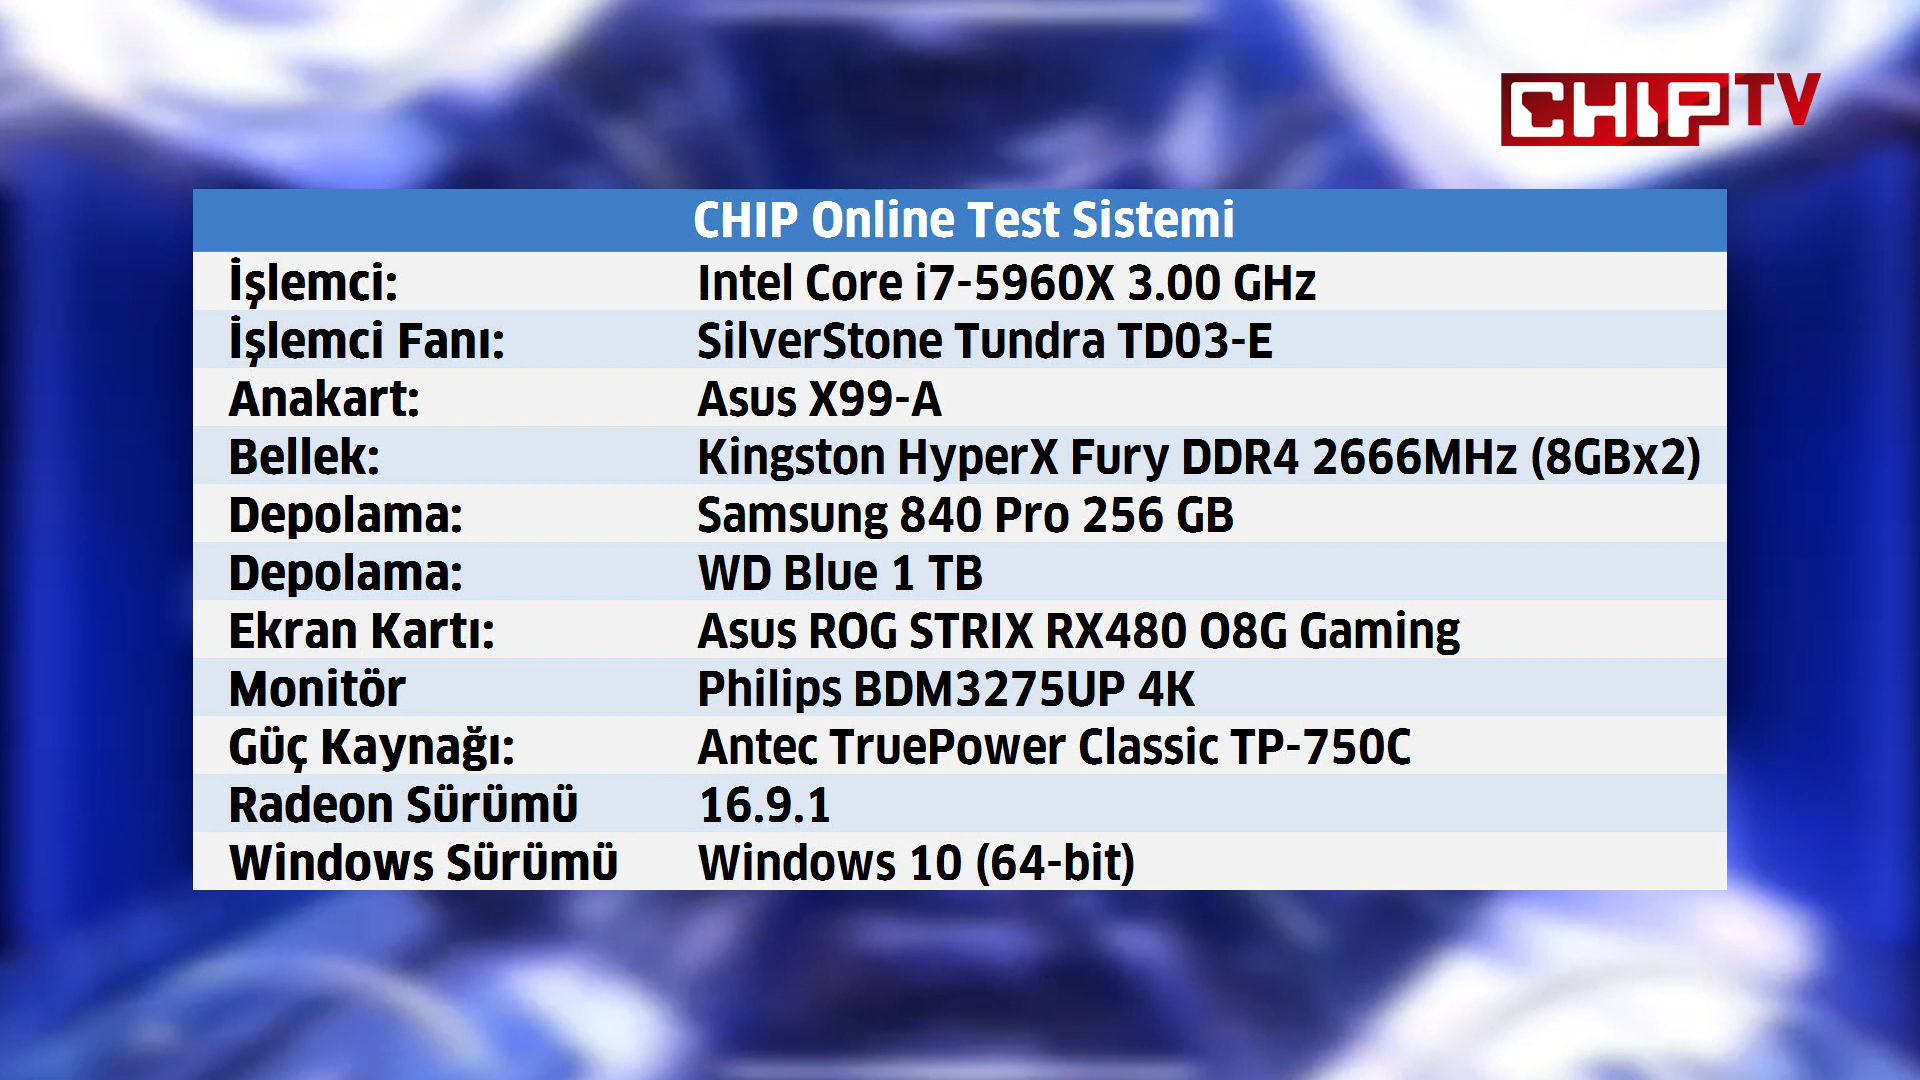 CHIP TV
CHIP Online Test Sistemi
İşlemci: Intel Core i7-5960X 3.00 GHz
İşlemci Fanı: SilverStone Tundra TD03-E
Anakart: Asus X99-A
Bellek: Kingston HyperX Fury DDR4 2666MHz (8GBx2)
Depolama: Samsung 840 Pro 256 GB
Depolama: WD Blue 1 TB
Ekran Kartı: Asus ROG STRIX RX480 O8G Gaming
Monitör Philips BDM3275UP 4K
Güç Kaynağı: Antec TruePower Classic TP-750C
Radeon Sürümü 16.9.1
Windows Sürümü Windows 10 (64-bit)